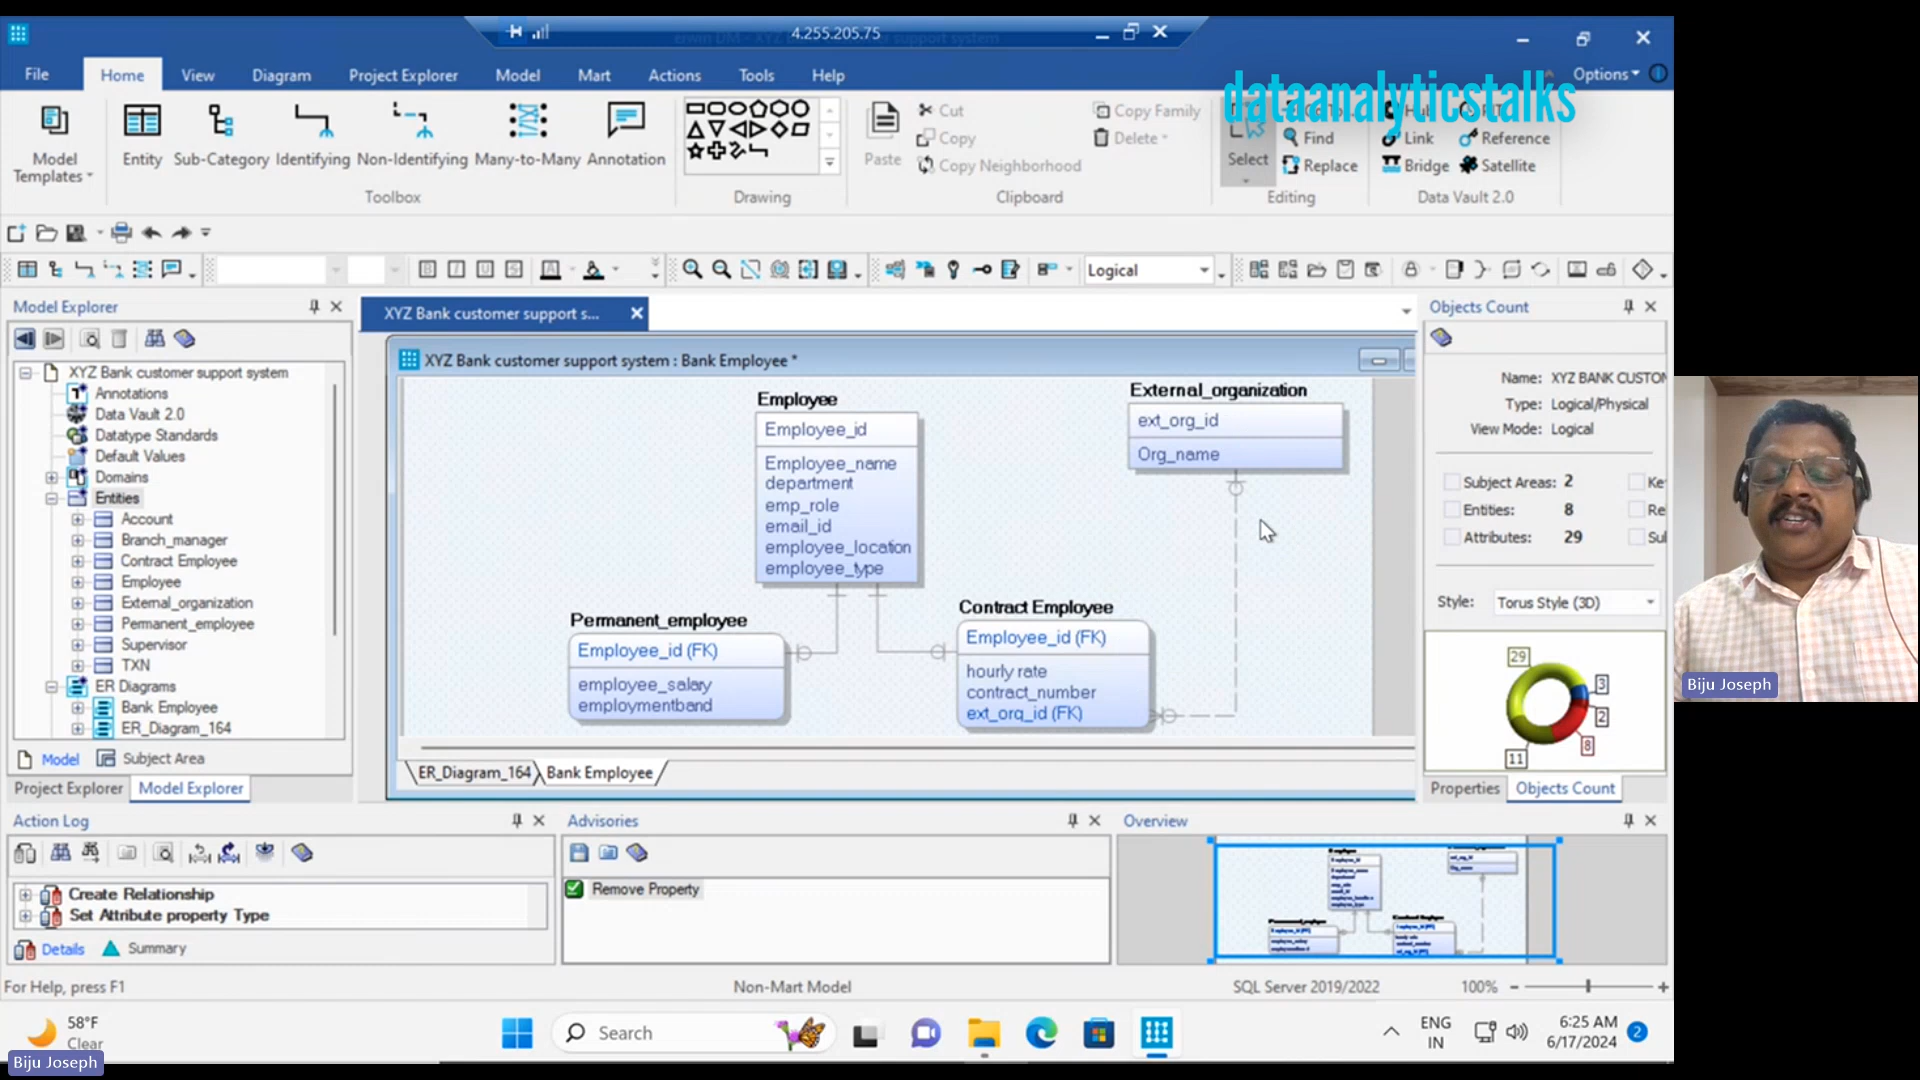 4.255.205.75
File
Home
View
Diagram
Project Explorer
Model
Mart
Actions
Tools
Help
Options
dataanalyticstalks
Model
Templates
Entity
Sub-Category
Identifying
Non-Identifying
Many-to-Many
Annotation
Toolbox
Drawing
Paste
Cut
Copy
Copy Neighborhood
Copy Family
Delete
Clipboard
Select
Find
Replace
Editing
Link
Bridge
Reference
Satellite
Data Vault 2.0
Logical
Model Explorer
XYZ Bank customer support system
Annotations
Data Vault 2.0
Datatype Standards
Default Values
Domains
Entities
Account
Branch_manager
Contract Employee
Employee
External_organization
Permanent_employee
Supervisor
TXN
ER Diagrams
Bank Employee
ER_Diagram_164
Model
Subject Area
Project Explorer
Model Explorer
XYZ Bank customer support s...
XYZ Bank customer support system : Bank Employee *
Employee
Employee_id
Employee_name
department
emp_role
email_id
employee_location
employee_type
External_organization
ext_org_id
Org_name
Permanent_employee
Employee_id (FK)
employee_salary
employmentband
Contract Employee
Employee_id (FK)
hourly rate
contract_number
ext_org_id (FK)
ER_Diagram_164
Bank Employee
Objects Count
Name: XYZ BANK CUSTON
Type: Logical/Physical
View Mode: Logical
Subject Areas: 2
Entities: 8
Attributes: 29
Style: Torus Style (3D)
29
3
2
8
11
Properties
Objects Count
Action Log
Create Relationship
Set Attribute property Type
Details
Summary
Advisories
Remove Property
Overview
For Help, press F1
Non-Mart Model
SQL Server 2019/2022
100%
58°F
Clear
Search
ENG
IN
6:25 AM
6/17/2024
2
Biju Joseph
Biju Joseph